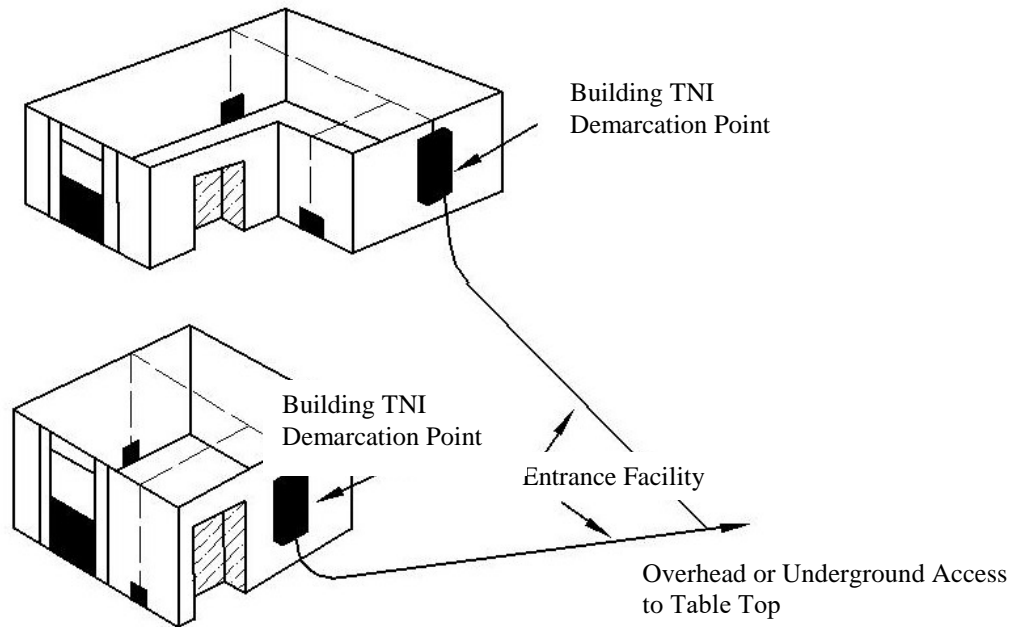 Building TNI
Demarcation Point
Building TNI
Demarcation Point
Entrance Facility
Overhead or Underground Access
to Table Top